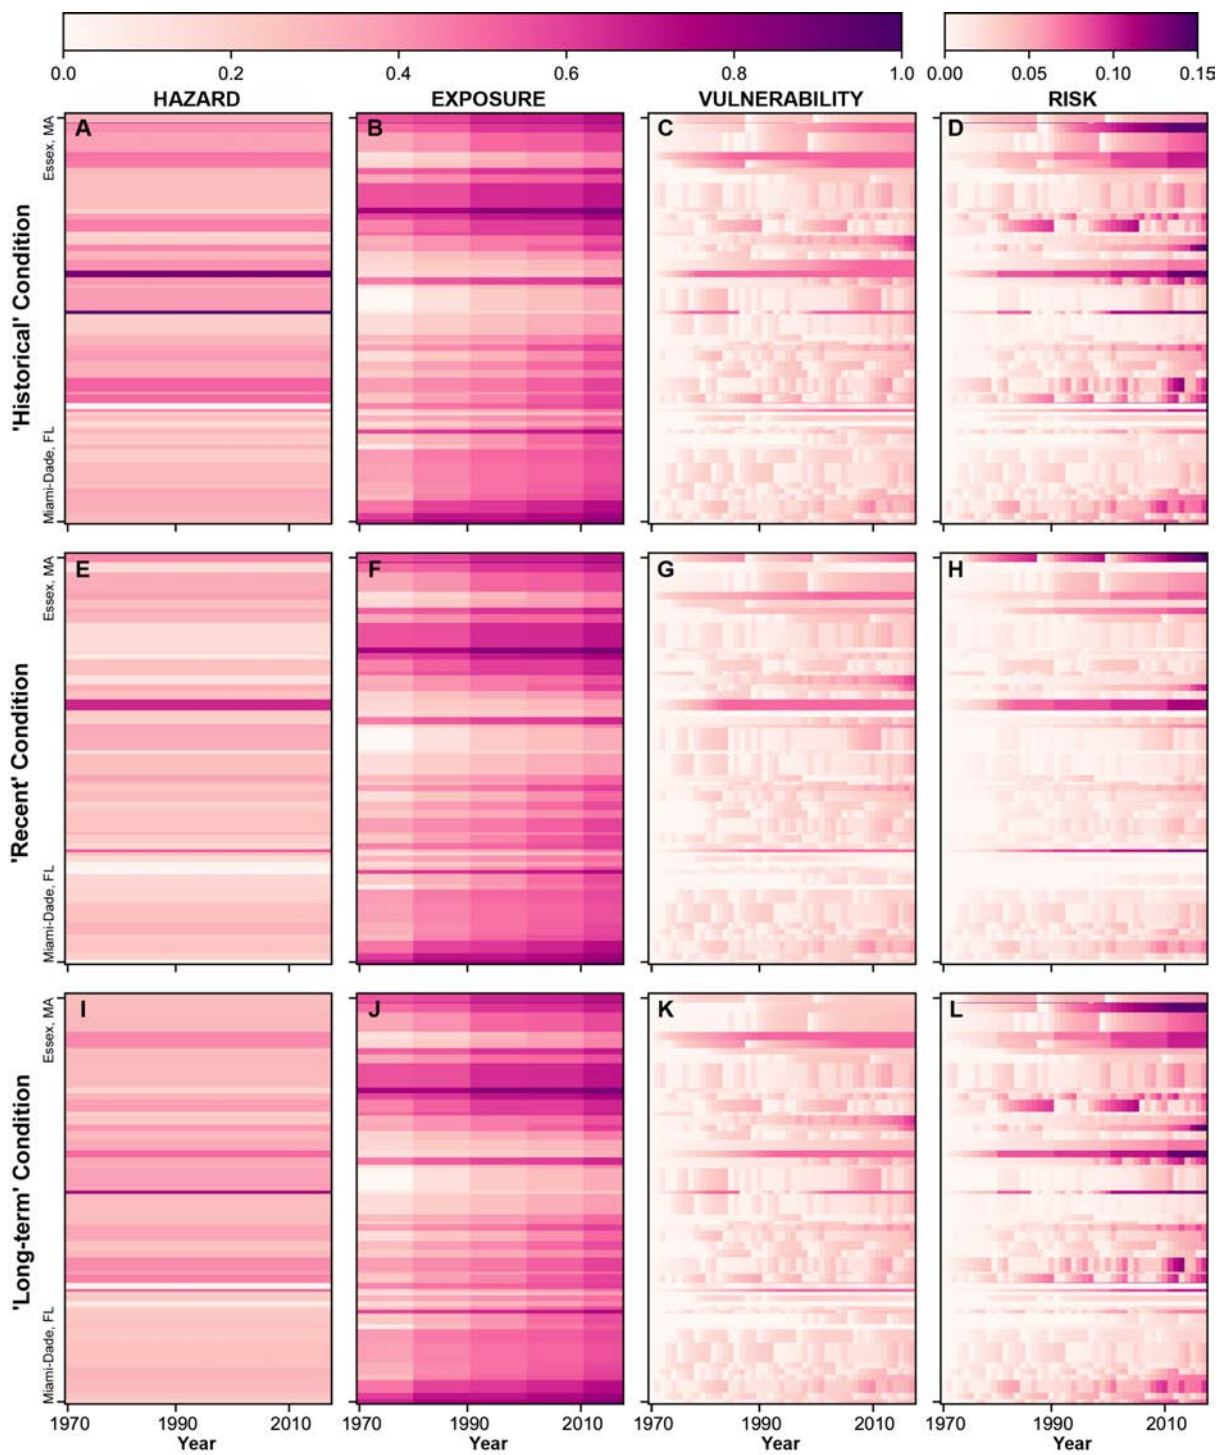 0.0 0.2 0.4 0.6 0.8 1.0 0.00 0.05 0.10 0.15
HAZARD EXPOSURE VULNERABILITY RISK
'Historical' Condition
Essex, MA
Miami-Dade, FL
A B C D
'Recent' Condition
Essex, MA
Miami-Dade, FL
E F G H
'Long-term' Condition
Essex, MA
Miami-Dade, FL
I J K L
1970 1990 2010 1970 1990 2010 1970 1990 2010 1970 1990 2010
Year Year Year Year